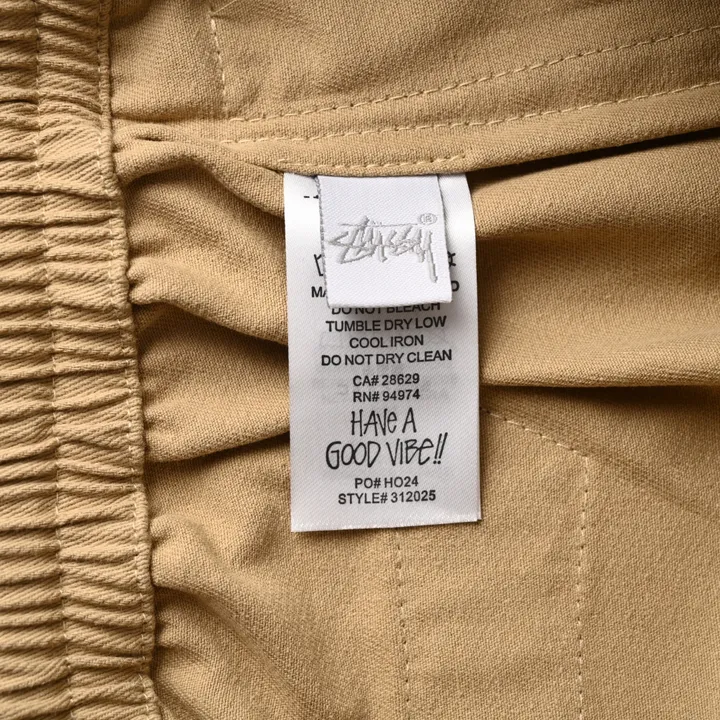 STÜSSY®
DO NOT BLEACH
TUMBLE DRY LOW
COOL IRON
DO NOT DRY CLEAN
CA# 28629
RN# 94974
HAVE A
GOOD VIBE!!
PO# HO24
STYLE# 312025